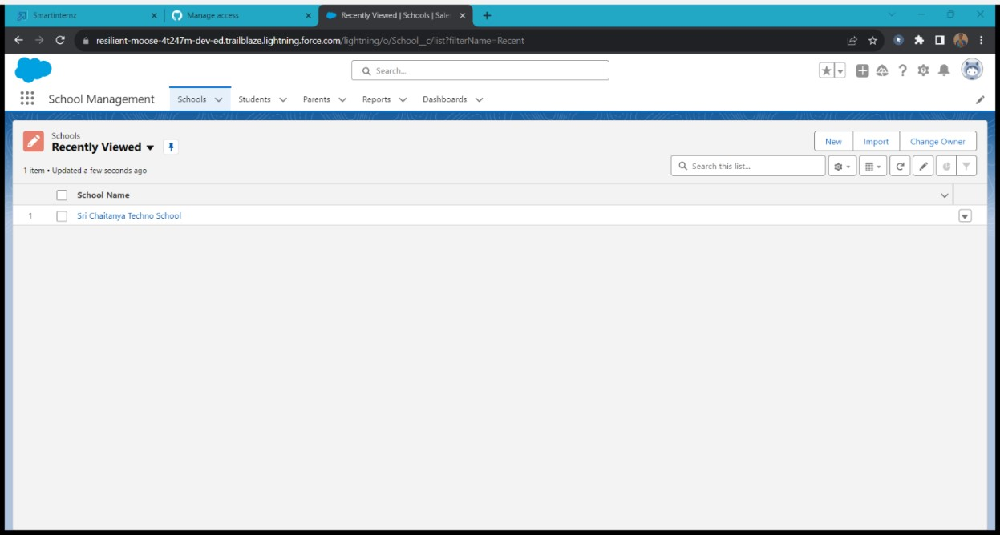 Smartinternz
Manage access
Recently Viewed | Schools | Sale
resilient-moose-4t247m-dev-ed.trailblaze.lightning.force.com/lightning/o/School__c/list?filterName=Recent
Search...
School Management Schools Students Parents Reports Dashboards
Schools
Recently Viewed
New Import Change Owner
1 item • Updated a few seconds ago
Search this list...
School Name
1 Sri Chaitanya Techno School